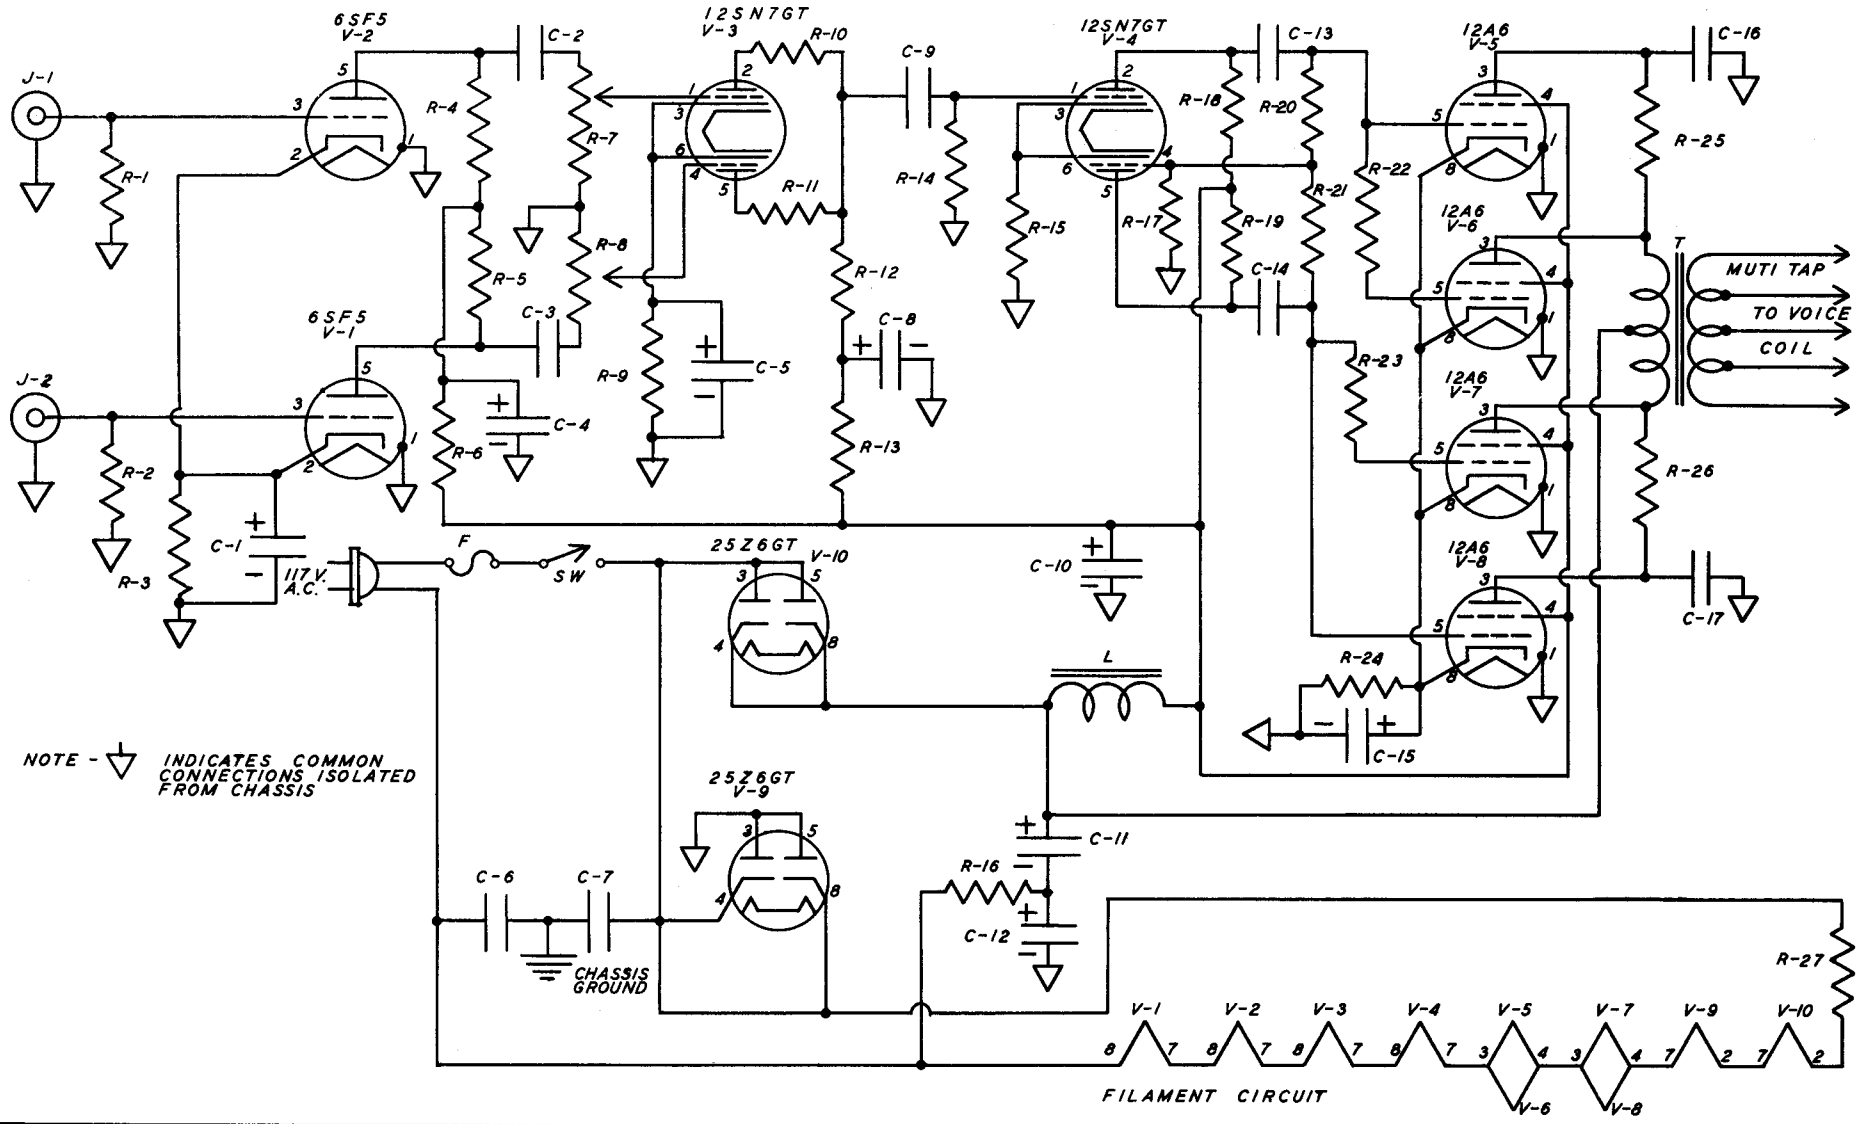 6SF5
V-2
C-2
12SN7GT
V-3
R-10
12SN7GT
V-4
C-13
12A6
V-5
C-16
J-1
5
3
2
1
R-4
R-7
1
2
3
6
4
5
C-9
1
2
3
6
4
5
R-18
R-20
5
3
4
1
8
R-25
R-1
R-11
R-14
R-15
R-17
R-19
R-21
R-22
12A6
V-6
R-5
R-8
R-12
C-14
3
4
5
1
8
T
MUTI TAP
TO VOICE
COIL
6SF5
V-1
C-3
C-8
+
-
R-9
+
-
C-5
R-23
12A6
V-7
J-2
5
3
2
1
R-2
R-6
+
-
C-4
R-13
3
4
5
1
8
R-26
R-3
C-1
+
-
117 V.
A.C.
F
SW
25Z6GT
V-10
3
5
4
8
C-10
+
-
12A6
V-8
3
4
5
1
8
C-17
L
R-24
-
+
C-15
NOTE -
INDICATES COMMON
CONNECTIONS ISOLATED
FROM CHASSIS
25Z6GT
V-9
3
5
4
8
+
-
C-11
R-16
C-6
C-7
CHASSIS
GROUND
+
-
C-12
R-27
V-1
V-2
V-3
V-4
V-5
V-7
V-9
V-10
8
7
8
7
8
7
8
7
3
4
3
4
7
2
7
2
V-6
V-8
FILAMENT CIRCUIT